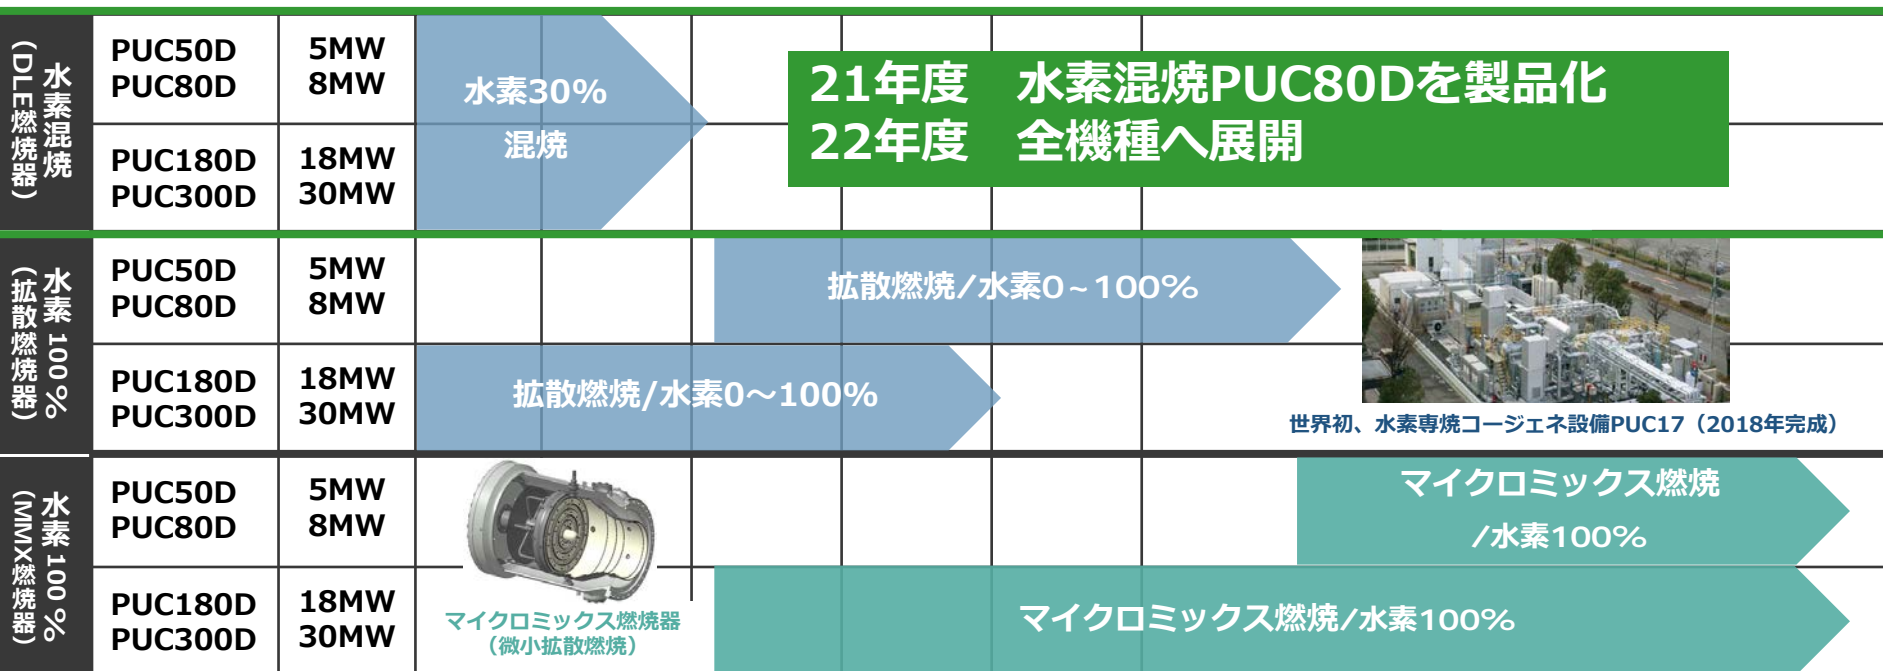 水素混焼
（DLE燃焼器）
PUC50D 5MW
PUC80D 8MW
PUC180D 18MW
PUC300D 30MW
水素30%
混焼
21年度　水素混焼PUC80Dを製品化
22年度　全機種へ展開
水素 100%
（拡散燃焼器）
PUC50D 5MW
PUC80D 8MW
拡散燃焼/水素0~100%
PUC180D 18MW
PUC300D 30MW
拡散燃焼/水素0～100%
世界初、水素専焼コージェネ設備PUC17（2018年完成）
水素 100%
（MMX燃焼器）
PUC50D 5MW
PUC80D 8MW
マイクロミックス燃焼
/水素100%
PUC180D 18MW
PUC300D 30MW
マイクロミックス燃焼器
（微小拡散燃焼）
マイクロミックス燃焼/水素100%